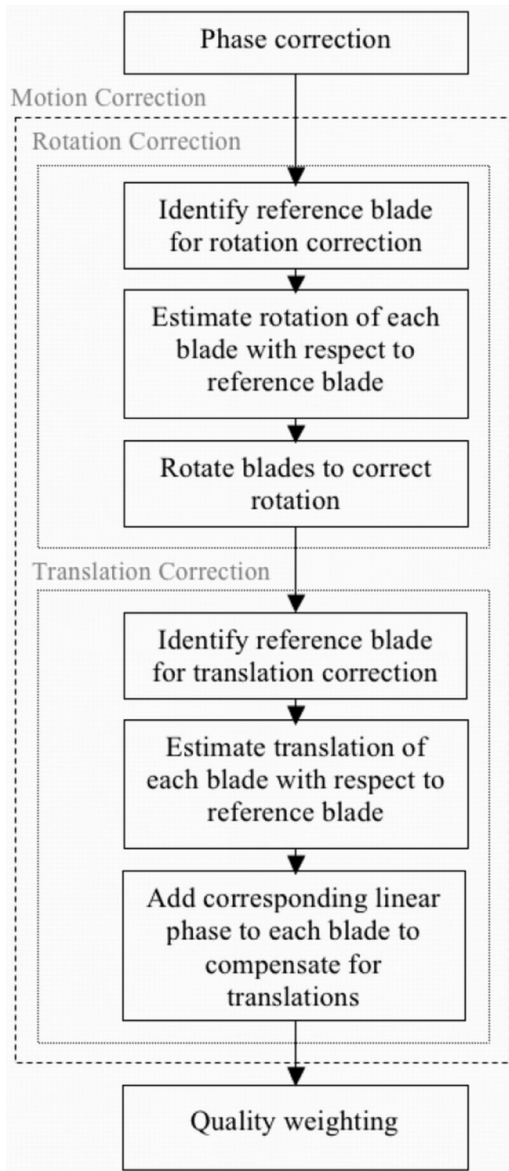 Phase correction
Motion Correction
Rotation Correction
Identify reference blade
for rotation correction
Estimate rotation of each
blade with respect to
reference blade
Rotate blades to correct
rotation
Translation Correction
Identify reference blade
for translation correction
Estimate translation of
each blade with respect to
reference blade
Add corresponding linear
phase to each blade to
compensate for
translations
Quality weighting